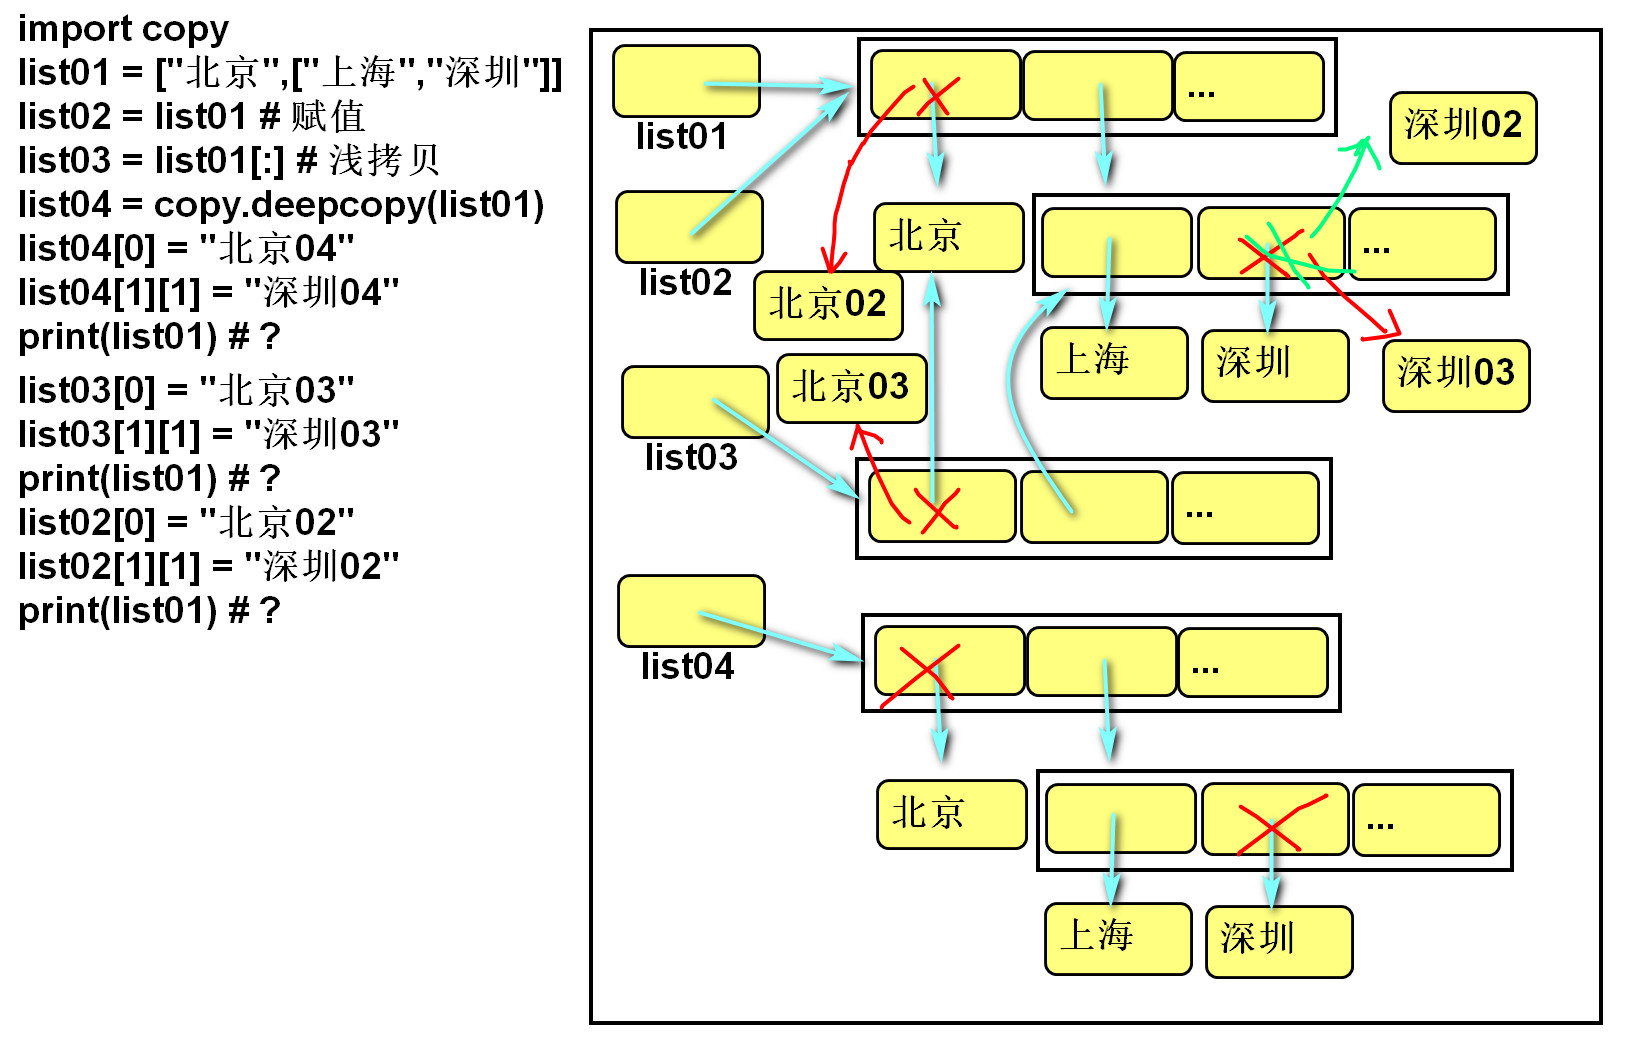 import copy
list01 = ["北京",["上海","深圳"]]
list02 = list01 # 赋值
list03 = list01[:] # 浅拷贝
list04 = copy.deepcopy(list01)
list04[0] = "北京04"
list04[1][1] = "深圳04"
print(list01) # ?
list03[0] = "北京03"
list03[1][1] = "深圳03"
print(list01) # ?
list02[0] = "北京02"
list02[1][1] = "深圳02"
print(list01) # ?
list01
...
深圳02
list02
北京
...
北京02
上海
深圳
深圳03
北京03
list03
...
list04
...
北京
...
上海
深圳